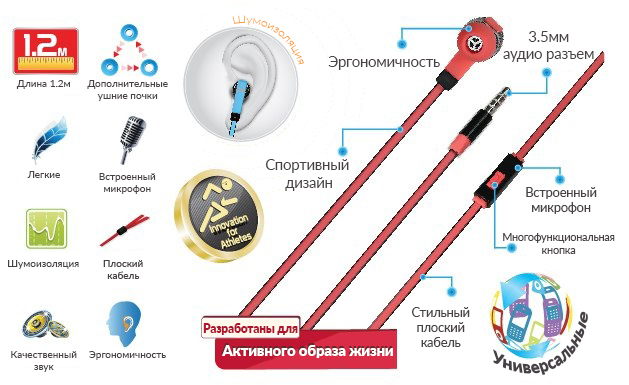 1.2м
Длина 1.2м
Дополнительные
ушние почки
Легкие
Встроенный
микрофон
Шумоизоляция
Плоский
кабель
Качественный
звук
Эргономичность
Шумоизоляция
Innovation
for
Athletes
Эргономичность
3.5мм
аудио разъем
Спортивный
дизайн
Встроенный
микрофон
Многофункциональная
кнопка
Стильный
плоский
кабель
Разработаны для
Активного образа жизни
Универсальные